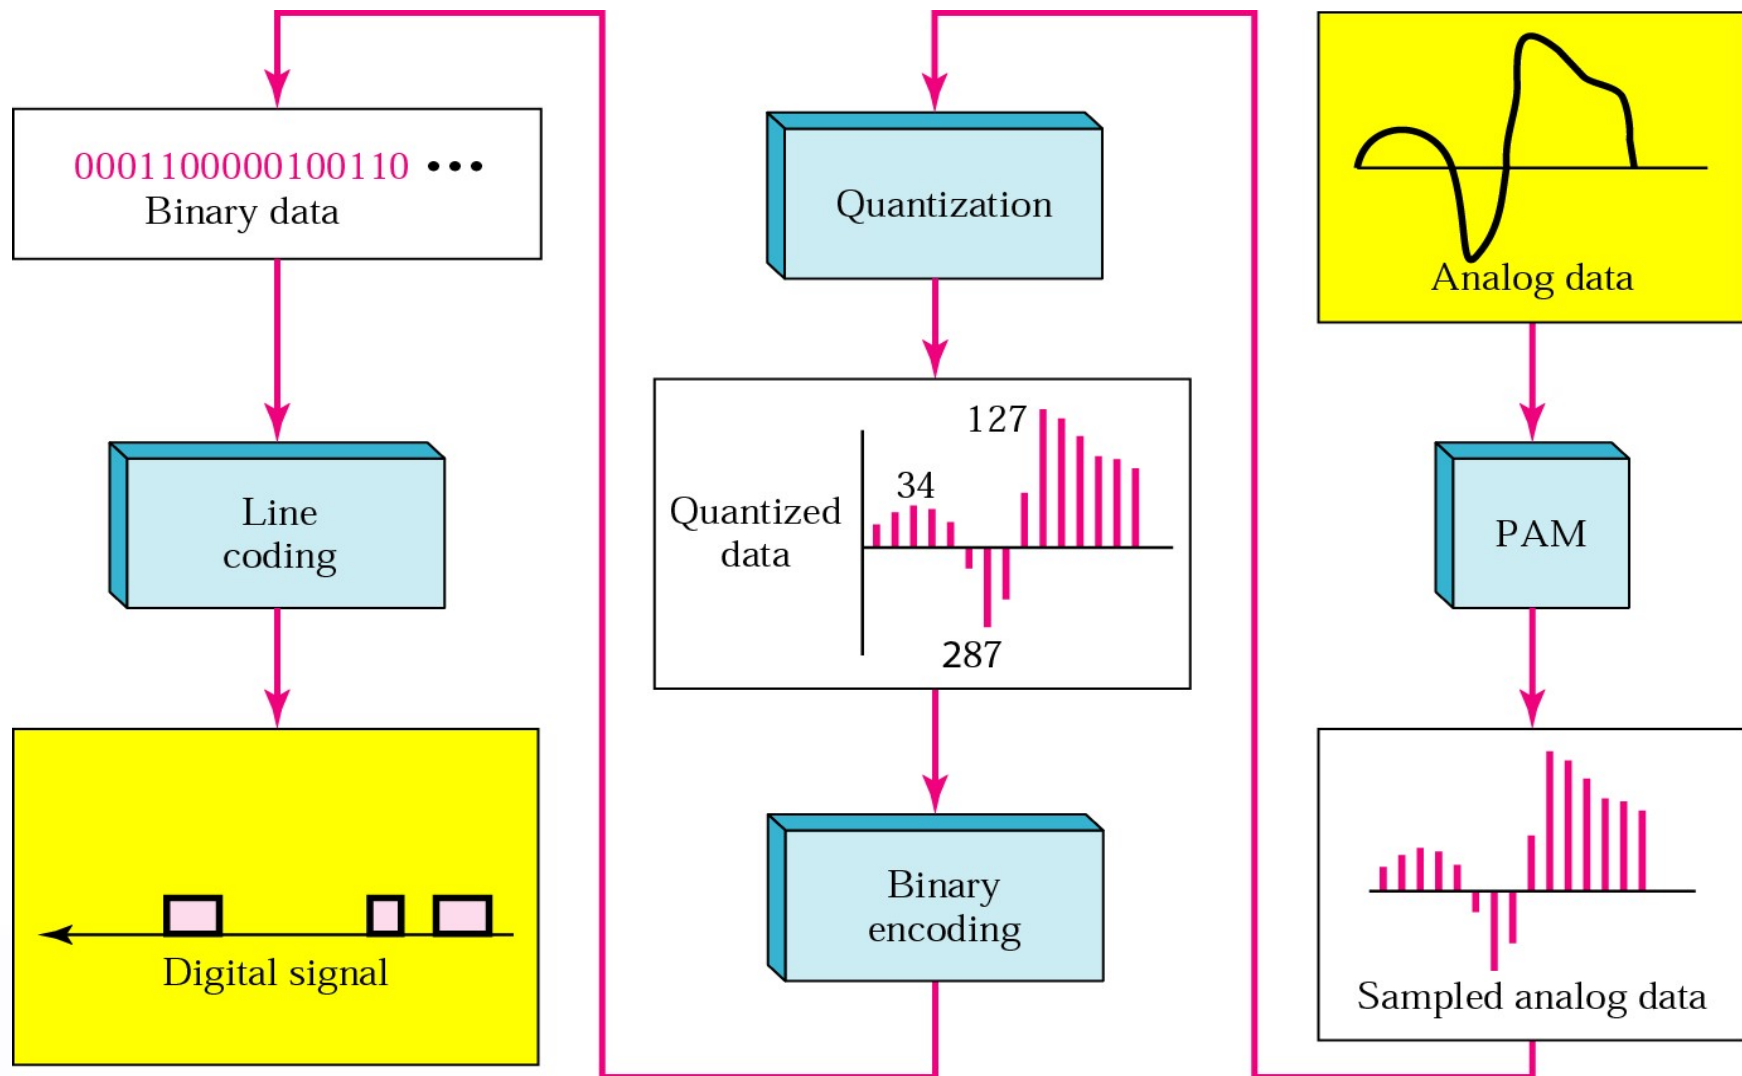 0001100000100110 •••
Binary data
Line
coding
Digital signal
Quantization
127
34
Quantized
data
287
Binary
encoding
Analog data
PAM
Sampled analog data